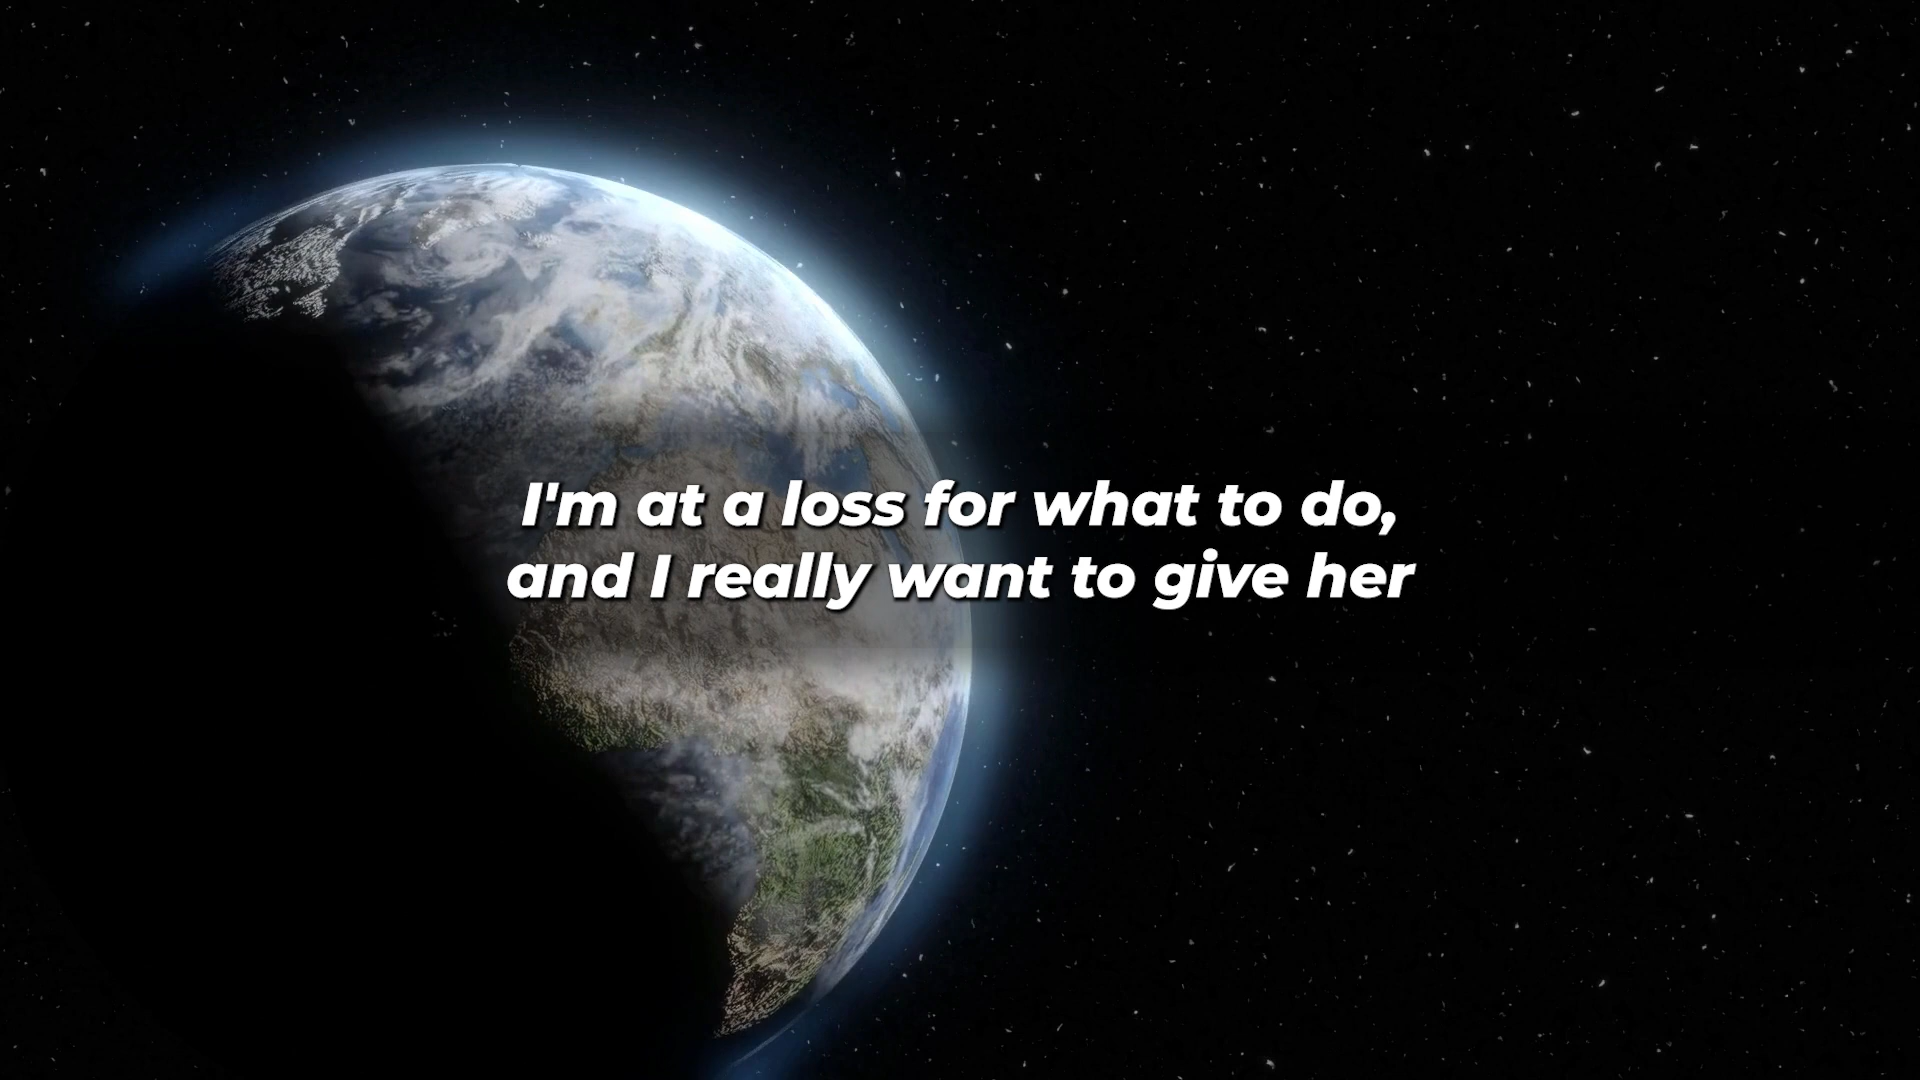 I'm at a loss for what to do,
and I really want to give her